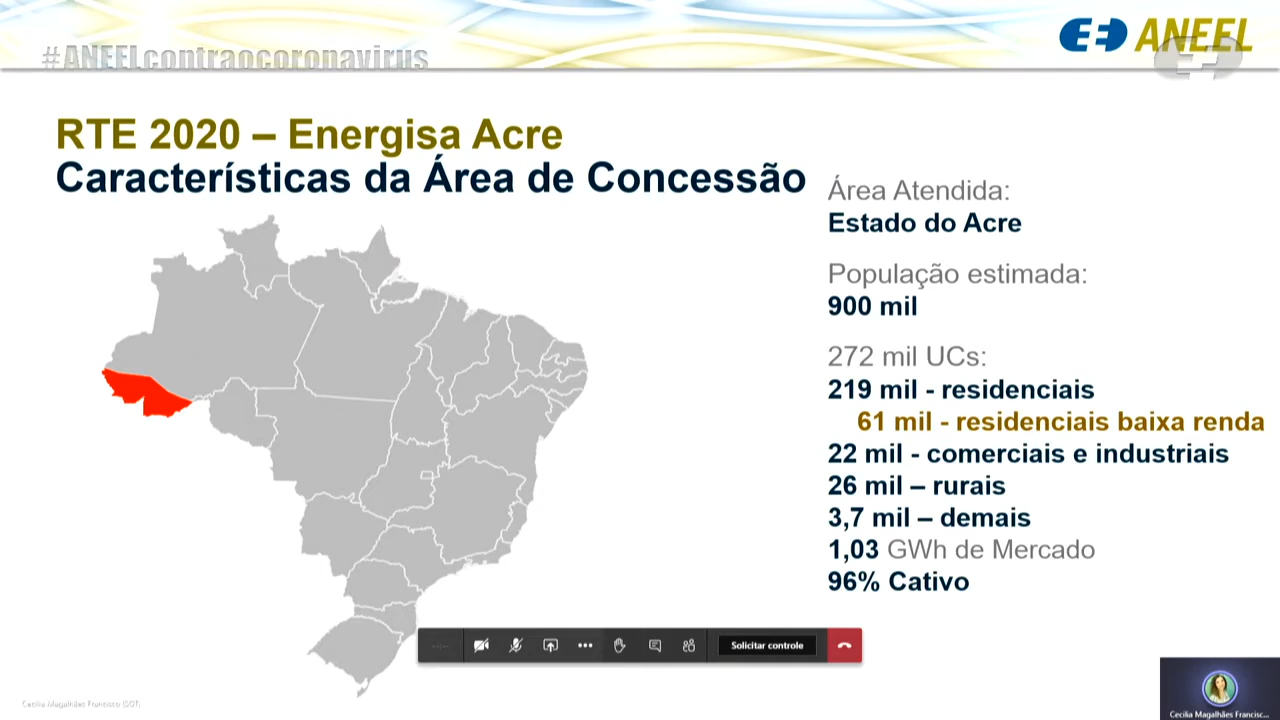 #ANEELcontraocoronavirus
ANEEL
RTE 2020 – Energisa Acre
Características da Área de Concessão
Área Atendida:
Estado do Acre
População estimada:
900 mil
272 mil UCs:
219 mil - residenciais
61 mil - residenciais baixa renda
22 mil - comerciais e industriais
26 mil – rurais
3,7 mil – demais
1,03 GWh de Mercado
96% Cativo
Solicitar controle
Cecilia Magalhães Francisco (SGT)
Cecilia Magalhães Francisc...